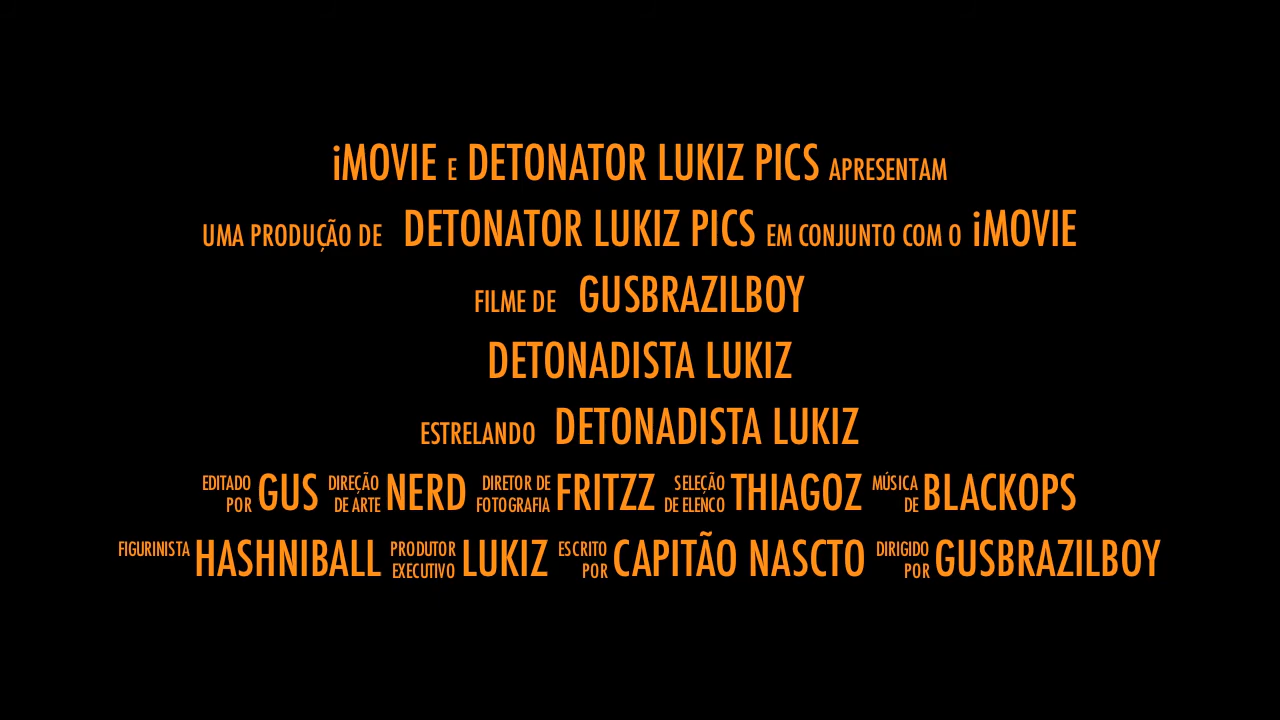 iMOVIE E DETONATOR LUKIZ PICS APRESENTAM
UMA PRODUÇÃO DE DETONATOR LUKIZ PICS EM CONJUNTO COM O iMOVIE
FILME DE GUSBRAZILBOY
DETONADISTA LUKIZ
ESTRELANDO DETONADISTA LUKIZ
EDITADO POR GUS DIREÇÃO DE ARTE NERD DIRETOR DE FOTOGRAFIA FRITZZ SELEÇÃO DE ELENCO THIAGOZ MÚSICA DE BLACKOPS
FIGURINISTA HASHNIBALL PRODUTOR EXECUTIVO LUKIZ ESCRITO POR CAPITÃO NASCTO DIRIGIDO POR GUSBRAZILBOY